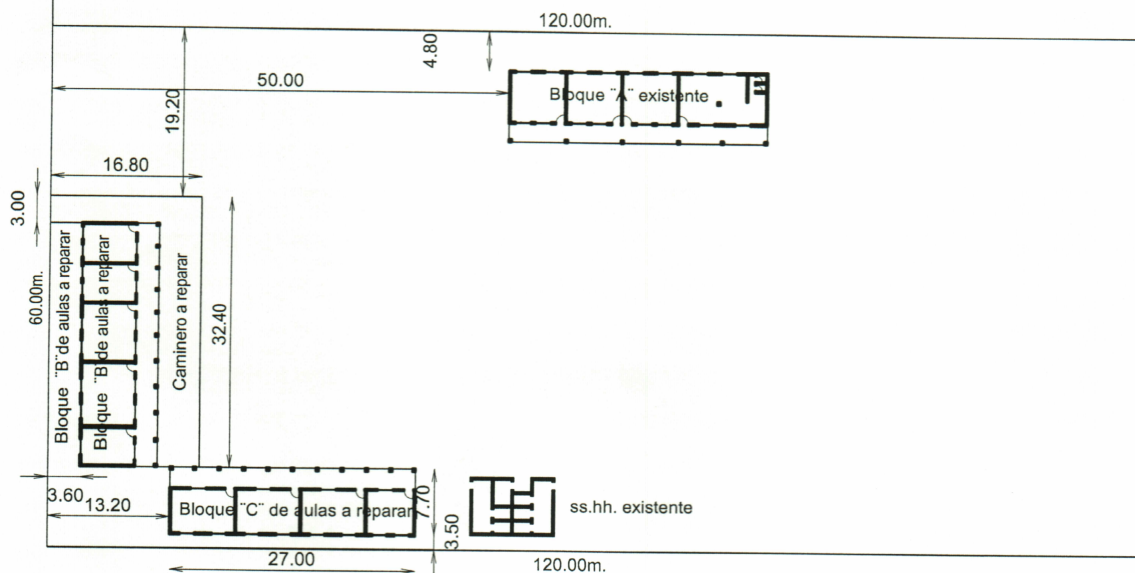 120.00m.
4.80
50.00
Bloque ¨A¨ existente
19.20
16.80
3.00
60.00m.
Bloque ¨B¨de aulas a reparar
Bloque ¨B¨de aulas a reparar
Caminero a reparar
32.40
3.60
13.20
Bloque ¨C¨ de aulas a reparar
7.70
3.50
ss.hh. existente
27.00
120.00m.